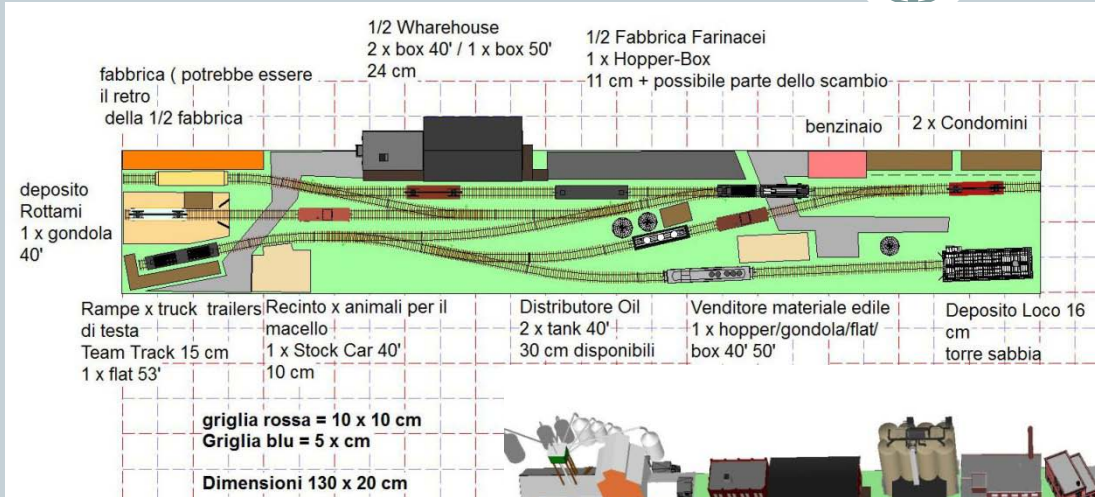 1/2 Wharehouse
2 x box 40' / 1 x box 50'
24 cm
1/2 Fabbrica Farinacei
1 x Hopper-Box
11 cm + possibile parte dello scambio
fabbrica ( potrebbe essere
il retro
della 1/2 fabbrica
benzinaio
2 x Condomini
deposito
Rottami
1 x gondola
40'
Rampe x truck trailers
di testa
Team Track 15 cm
1 x flat 53'
Recinto x animali per il
macello
1 x Stock Car 40'
10 cm
Distributore Oil
2 x tank 40'
30 cm disponibili
Venditore materiale edile
1 x hopper/gondola/flat/
box 40' 50'
Deposito Loco 16
cm
torre sabbia
griglia rossa = 10 x 10 cm
Griglia blu = 5 x cm
Dimensioni 130 x 20 cm